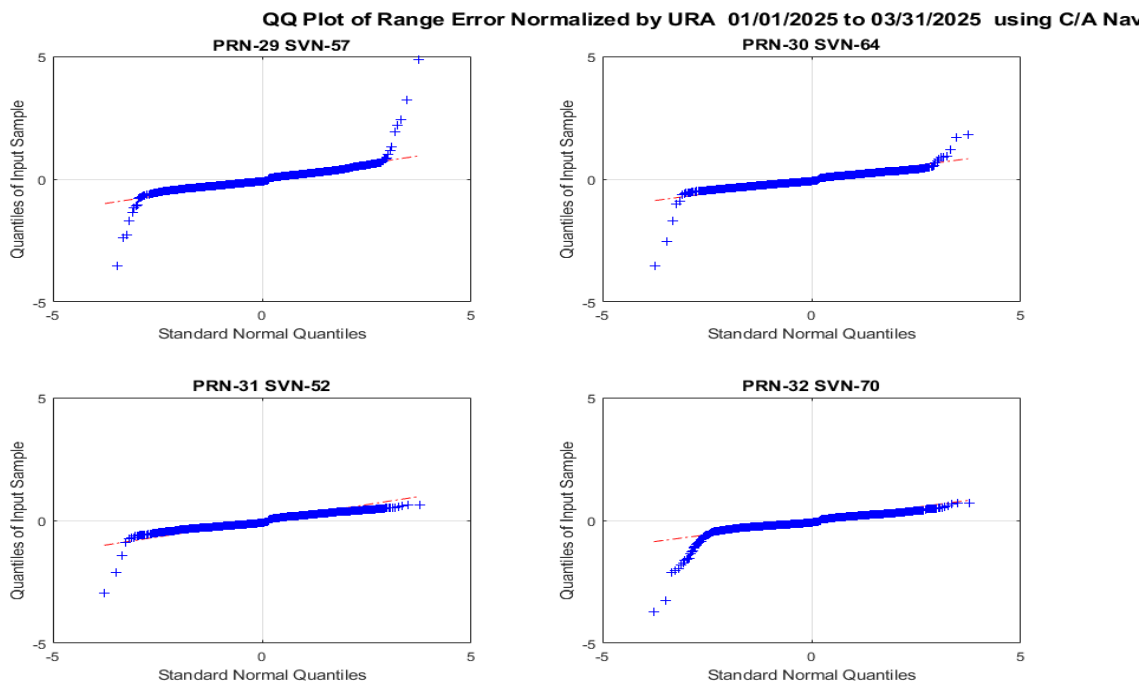 QQ Plot of Range Error Normalized by URA 01/01/2025 to 03/31/2025 using C/A Nav
PRN-29 SVN-57
5
0
-5
Quantiles of Input Sample
-5 0 5
Standard Normal Quantiles
PRN-30 SVN-64
5
0
-5
Quantiles of Input Sample
-5 0 5
Standard Normal Quantiles
PRN-31 SVN-52
5
0
-5
Quantiles of Input Sample
-5 0 5
Standard Normal Quantiles
PRN-32 SVN-70
5
0
-5
Quantiles of Input Sample
-5 0 5
Standard Normal Quantiles